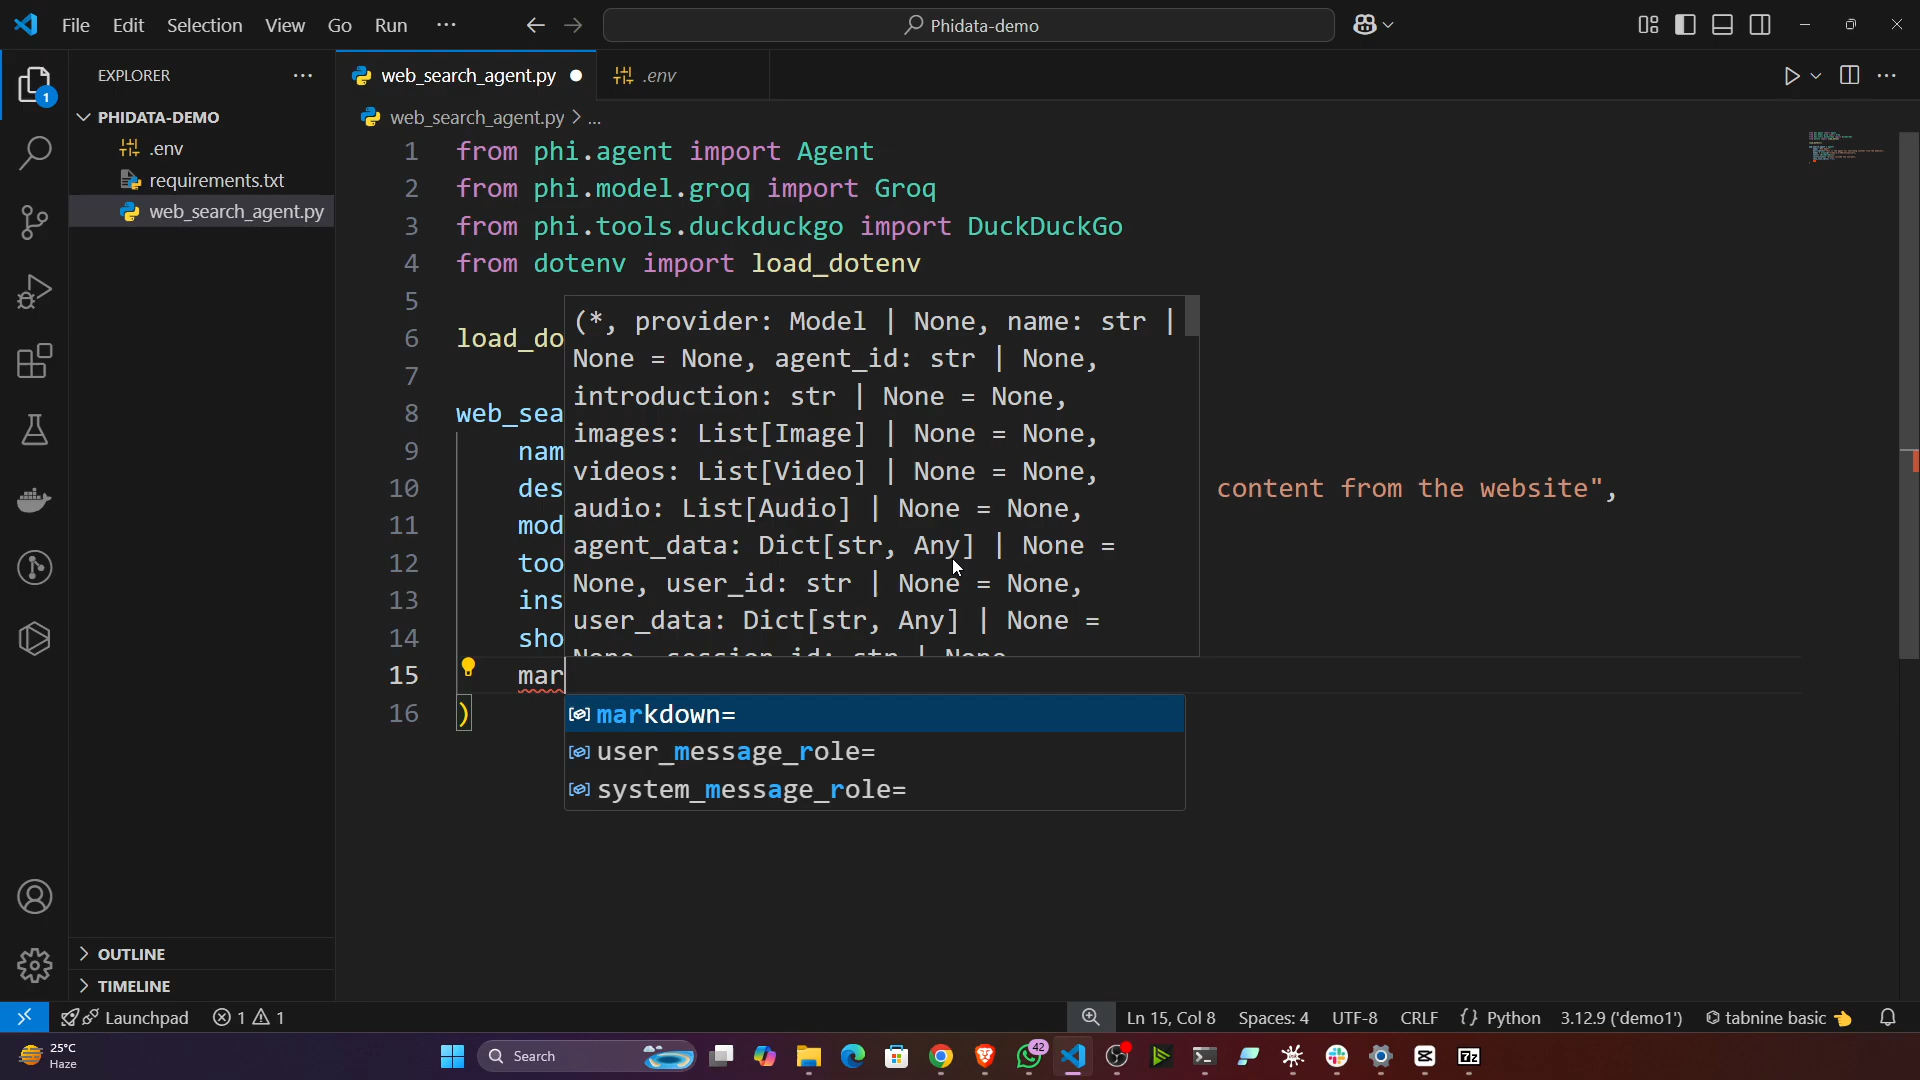 File Edit Selection View Go Run ···
Phidata-demo
EXPLORER ···
1
PHIDATA-DEMO
.env
requirements.txt
web_search_agent.py
OUTLINE
TIMELINE
web_search_agent.py .env
web_search_agent.py > ...
1 from phi.agent import Agent
2 from phi.model.groq import Groq
3 from phi.tools.duckduckgo import DuckDuckGo
4 from dotenv import load_dotenv
5
6 load_do
7
8 web_sea
9 nam
10 des content from the website",
11 mod
12 too
13 ins
14 sho
15 mar
16 )
(*, provider: Model | None, name: str |
None = None, agent_id: str | None,
introduction: str | None = None,
images: List[Image] | None = None,
videos: List[Video] | None = None,
audio: List[Audio] | None = None,
agent_data: Dict[str, Any] | None =
None, user_id: str | None = None,
user_data: Dict[str, Any] | None =
None, session_id: str | None
markdown=
user_message_role=
system_message_role=
Launchpad 1 1 Ln 15, Col 8 Spaces: 4 UTF-8 CRLF {} Python 3.12.9 ('demo1') tabnine basic
25°C
Haze
Search
42
7z